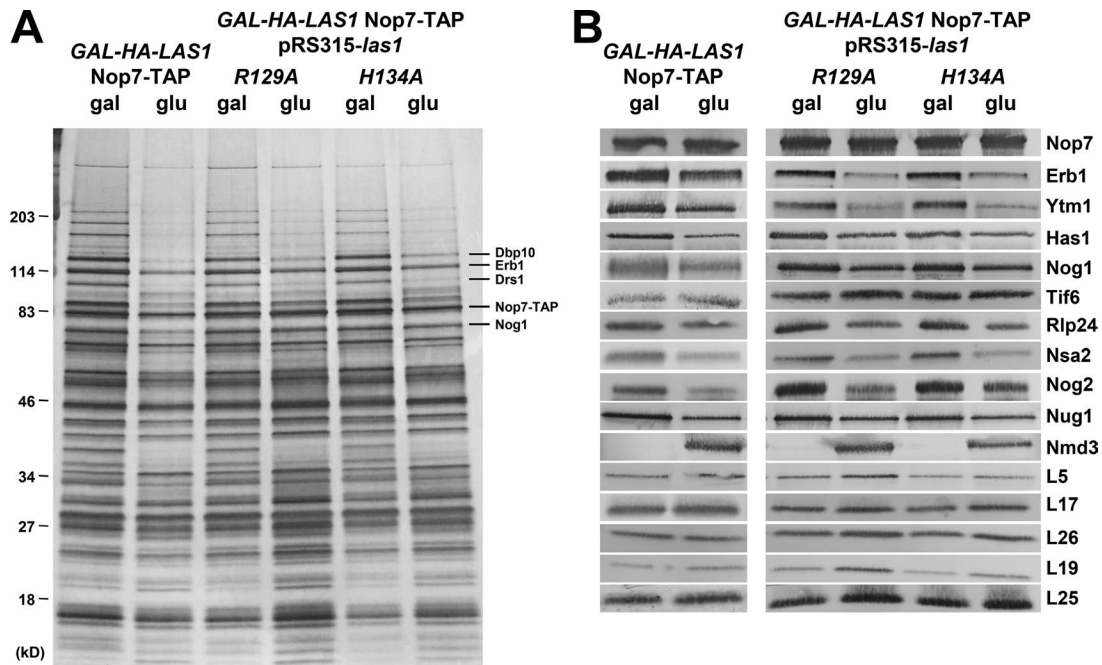 A
GAL-HA-LAS1 Nop7-TAP
pRS315-las1
GAL-HA-LAS1
Nop7-TAP
R129A H134A
gal glu gal glu gal glu
203
114
83
46
34
27
18
(kD)
Dbp10
Erb1
Drs1
Nop7-TAP
Nog1
B
GAL-HA-LAS1 Nop7-TAP
pRS315-las1
GAL-HA-LAS1
Nop7-TAP
R129A H134A
gal glu gal glu gal glu
Nop7
Erb1
Ytm1
Has1
Nog1
Tif6
Rlp24
Nsa2
Nog2
Nug1
Nmd3
L5
L17
L26
L19
L25